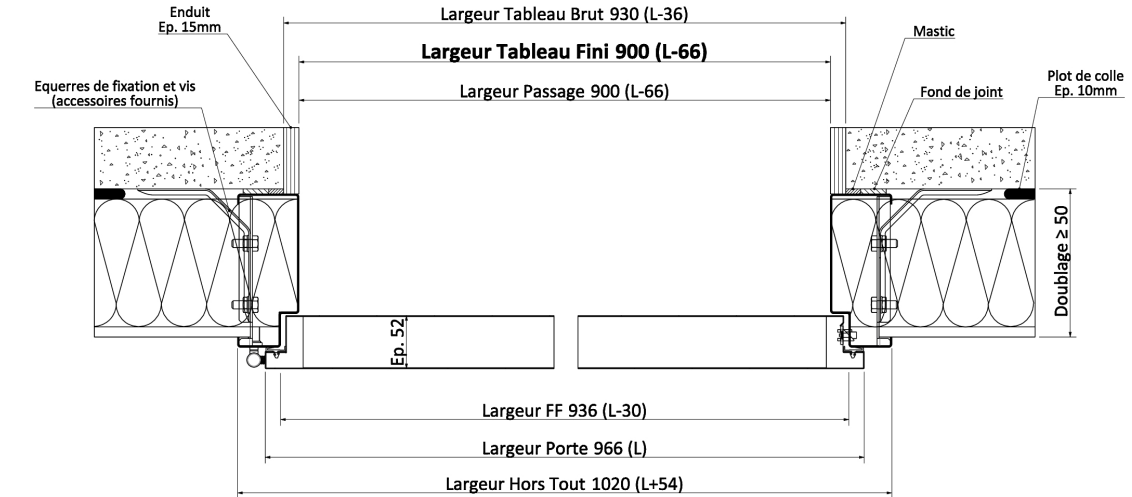 Enduit
Ep. 15mm
Largeur Tableau Brut 930 (L-36)
Mastic
Largeur Tableau Fini 900 (L-66)
Equerres de fixation et vis
(accessoires fournis)
Largeur Passage 900 (L-66)
Fond de joint
Plot de colle
Ep. 10mm
Doublage ≥ 50
Ep. 52
Largeur FF 936 (L-30)
Largeur Porte 966 (L)
Largeur Hors Tout 1020 (L+54)